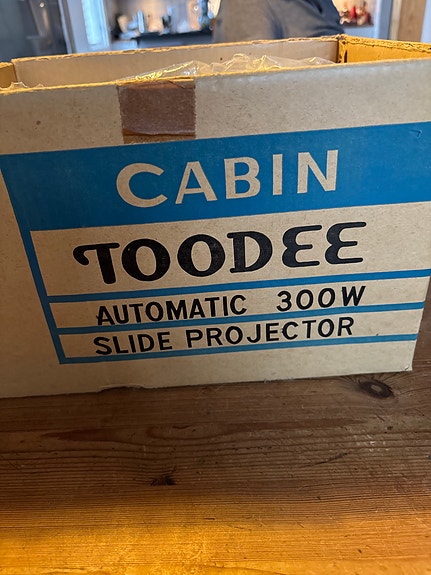 CABIN
TOODEE
AUTOMATIC 300W
SLIDE PROJECTOR